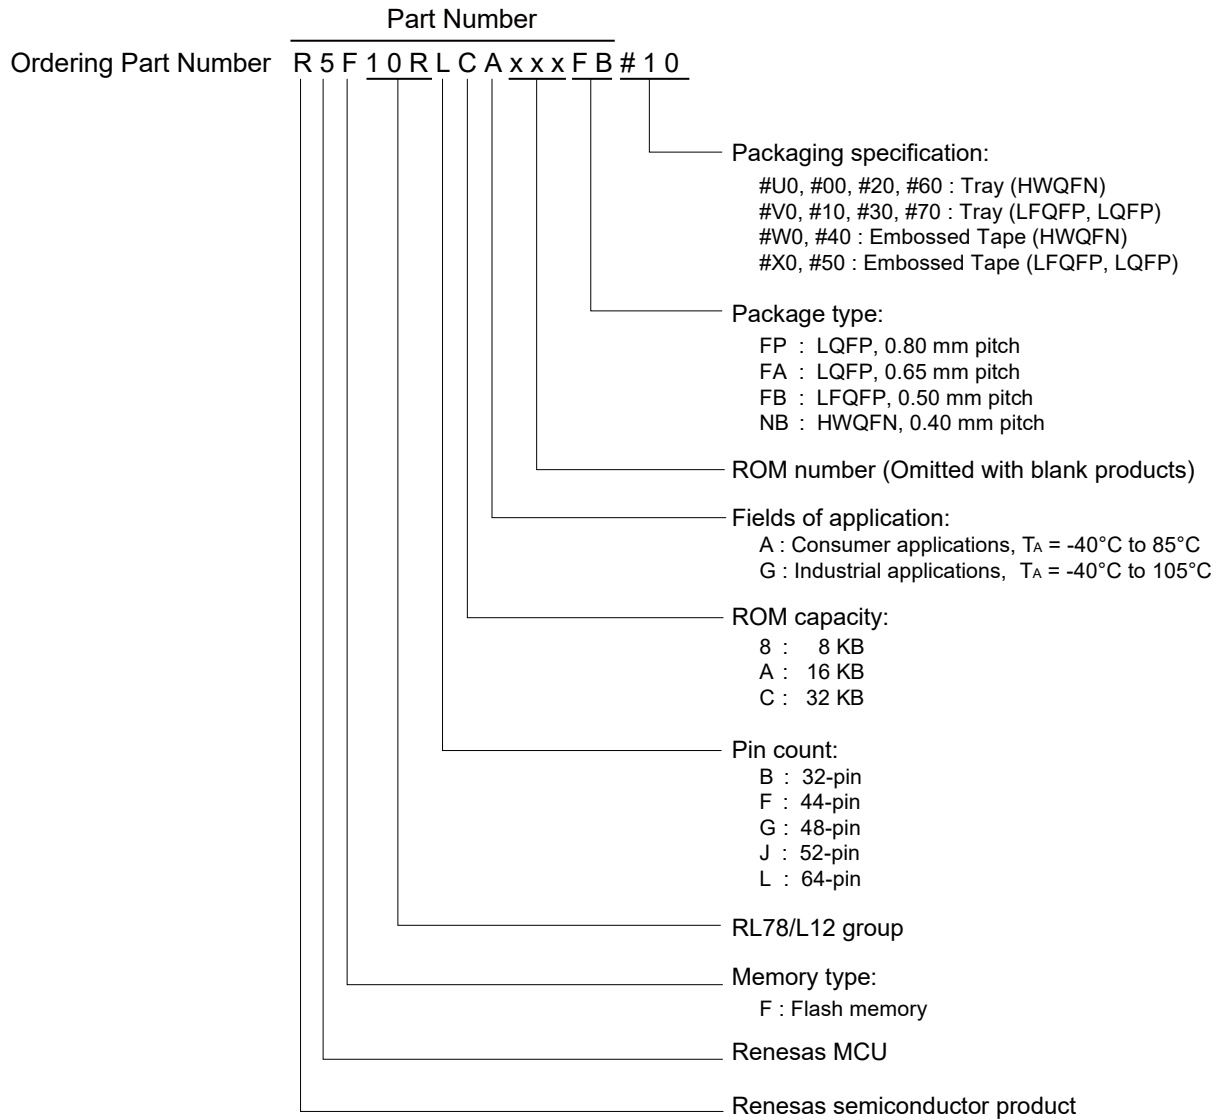 Part Number
Ordering Part Number R 5 F 1 0 R L C A x x x F B # 1 0
Packaging specification:
#U0, #00, #20, #60 : Tray (HWQFN)
#V0, #10, #30, #70 : Tray (LFQFP, LQFP)
#W0, #40 : Embossed Tape (HWQFN)
#X0, #50 : Embossed Tape (LFQFP, LQFP)
Package type:
FP : LQFP, 0.80 mm pitch
FA : LQFP, 0.65 mm pitch
FB : LFQFP, 0.50 mm pitch
NB : HWQFN, 0.40 mm pitch
ROM number (Omitted with blank products)
Fields of application:
A : Consumer applications, TA = -40°C to 85°C
G : Industrial applications, TA = -40°C to 105°C
ROM capacity:
8 : 8 KB
A : 16 KB
C : 32 KB
Pin count:
B : 32-pin
F : 44-pin
G : 48-pin
J : 52-pin
L : 64-pin
RL78/L12 group
Memory type:
F : Flash memory
Renesas MCU
Renesas semiconductor product